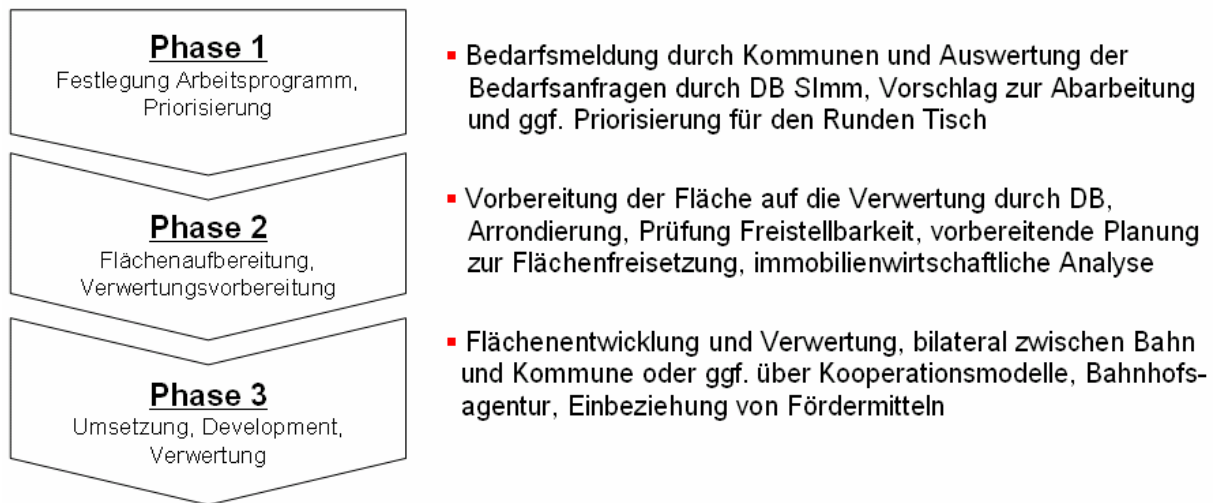 Phase 1
Festlegung Arbeitsprogramm,
Priorisierung
▪ Bedarfsmeldung durch Kommunen und Auswertung der
Bedarfsanfragen durch DB SImm, Vorschlag zur Abarbeitung
und ggf. Priorisierung für den Runden Tisch
Phase 2
Flächenaufbereitung,
Verwertungsvorbereitung
▪ Vorbereitung der Fläche auf die Verwertung durch DB,
Arrondierung, Prüfung Freistellbarkeit, vorbereitende Planung
zur Flächenfreisetzung, immobilienwirtschaftliche Analyse
Phase 3
Umsetzung, Development,
Verwertung
▪ Flächenentwicklung und Verwertung, bilateral zwischen Bahn
und Kommune oder ggf. über Kooperationsmodelle, Bahnhofs-
agentur, Einbeziehung von Fördermitteln